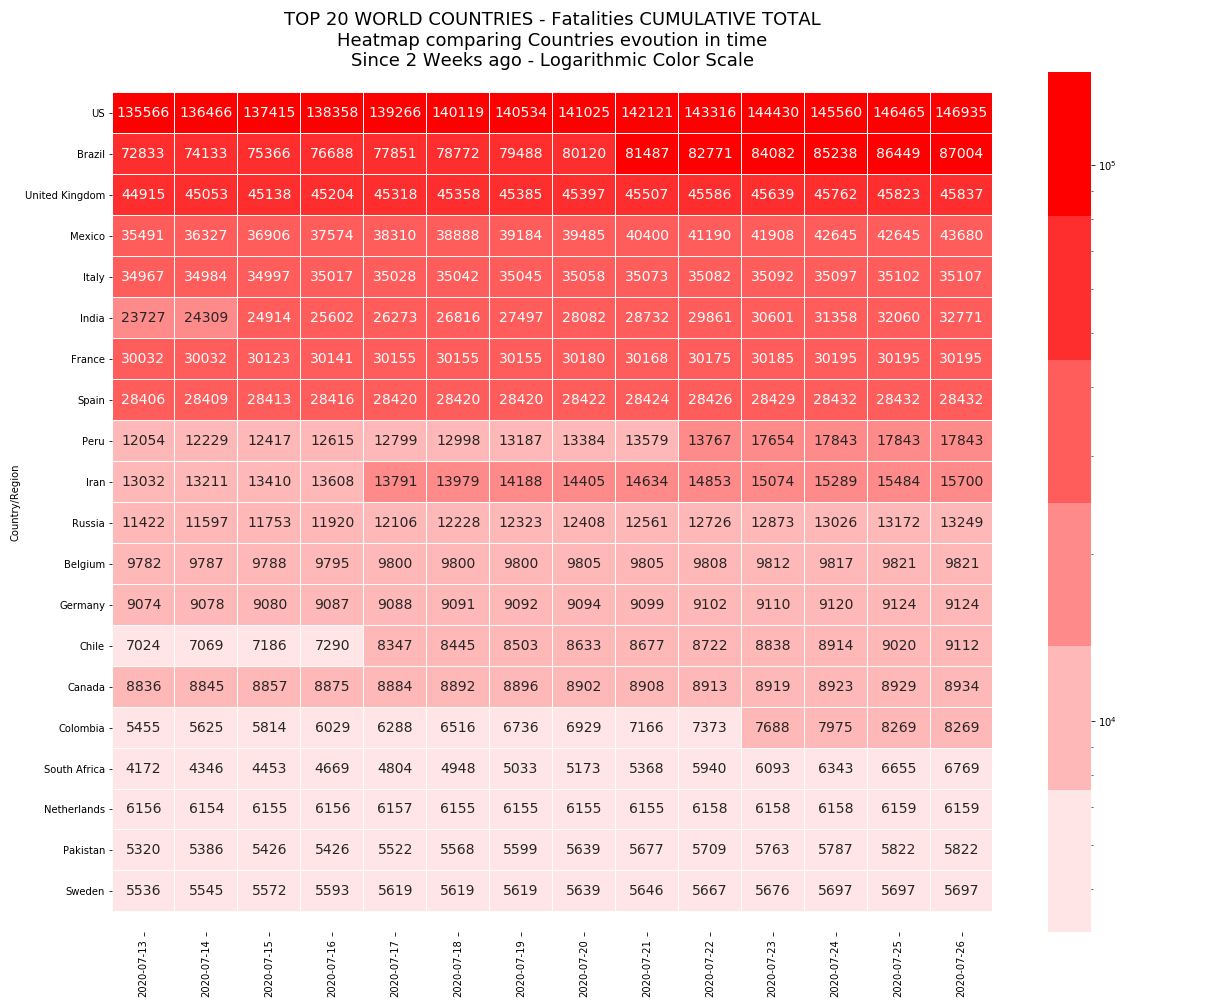 TOP 20 WORLD COUNTRIES - Fatalities CUMULATIVE TOTAL
Heatmap comparing Countries evoution in time
Since 2 Weeks ago - Logarithmic Color Scale
US 135566 136466 137415 138358 139266 140119 140534 141025 142121 143316 144430 145560 146465 146935
Brazil 72833 74133 75366 76688 77851 78772 79488 80120 81487 82771 84082 85238 86449 87004
United Kingdom 44915 45053 45138 45204 45318 45358 45385 45397 45507 45586 45639 45762 45823 45837
Mexico 35491 36327 36906 37574 38310 38888 39184 39485 40400 41190 41908 42645 42645 43680
Italy 34967 34984 34997 35017 35028 35042 35045 35058 35073 35082 35092 35097 35102 35107
India 23727 24309 24914 25602 26273 26816 27497 28082 28732 29861 30601 31358 32060 32771
France 30032 30032 30123 30141 30155 30155 30155 30180 30168 30175 30185 30195 30195 30195
Spain 28406 28409 28413 28416 28420 28420 28420 28422 28424 28426 28429 28432 28432 28432
Peru 12054 12229 12417 12615 12799 12998 13187 13384 13579 13767 17654 17843 17843 17843
Iran 13032 13211 13410 13608 13791 13979 14188 14405 14634 14853 15074 15289 15484 15700
Russia 11422 11597 11753 11920 12106 12228 12323 12408 12561 12726 12873 13026 13172 13249
Belgium 9782 9787 9788 9795 9800 9800 9800 9805 9805 9808 9812 9817 9821 9821
Germany 9074 9078 9080 9087 9088 9091 9092 9094 9099 9102 9110 9120 9124 9124
Chile 7024 7069 7186 7290 8347 8445 8503 8633 8677 8722 8838 8914 9020 9112
Canada 8836 8845 8857 8875 8884 8892 8896 8902 8908 8913 8919 8923 8929 8934
Colombia 5455 5625 5814 6029 6288 6516 6736 6929 7166 7373 7688 7975 8269 8269
South Africa 4172 4346 4453 4669 4804 4948 5033 5173 5368 5940 6093 6343 6655 6769
Netherlands 6156 6154 6155 6156 6157 6155 6155 6155 6155 6158 6158 6158 6159 6159
Pakistan 5320 5386 5426 5426 5522 5568 5599 5639 5677 5709 5763 5787 5822 5822
Sweden 5536 5545 5572 5593 5619 5619 5619 5639 5646 5667 5676 5697 5697 5697
2020-07-13 2020-07-14 2020-07-15 2020-07-16 2020-07-17 2020-07-18 2020-07-19 2020-07-20 2020-07-21 2020-07-22 2020-07-23 2020-07-24 2020-07-25 2020-07-26
Country/Region
10⁵
10⁴